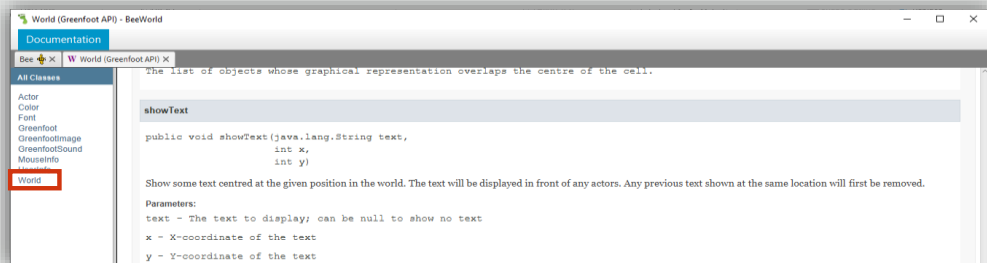 World (Greenfoot API) - BeeWorld
Documentation
Bee
W World (Greenfoot API)
All Classes
Actor
Color
Font
Greenfoot
GreenfootImage
GreenfootSound
MouseInfo
UserInfo
World
The list of objects whose graphical representation overlaps the centre of the cell.
showText
public void showText(java.lang.String text,
int x,
int y)
Show some text centred at the given position in the world. The text will be displayed in front of any actors. Any previous text shown at the same location will first be removed.
Parameters:
text - The text to display; can be null to show no text
x - X-coordinate of the text
y - Y-coordinate of the text